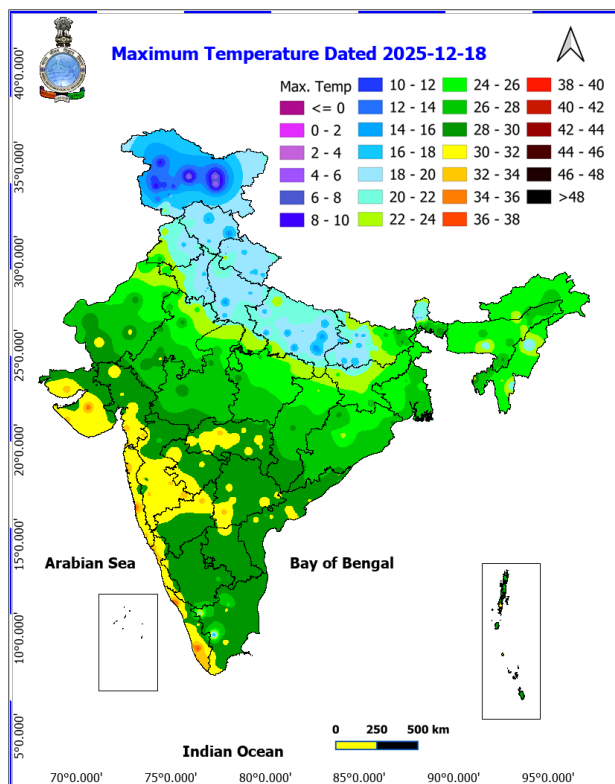 Maximum Temperature Dated 2025-12-18
Max. Temp
<= 0
0 - 2
2 - 4
4 - 6
6 - 8
8 - 10
10 - 12
12 - 14
14 - 16
16 - 18
18 - 20
20 - 22
22 - 24
24 - 26
26 - 28
28 - 30
30 - 32
32 - 34
34 - 36
36 - 38
38 - 40
40 - 42
42 - 44
44 - 46
46 - 48
>48
40°0.000'
35°0.000'
30°0.000'
25°0.000'
20°0.000'
15°0.000'
10°0.000'
5°0.000'
Arabian Sea
Bay of Bengal
0 250 500 km
Indian Ocean
70°0.000' 75°0.000' 80°0.000' 85°0.000' 90°0.000' 95°0.000'